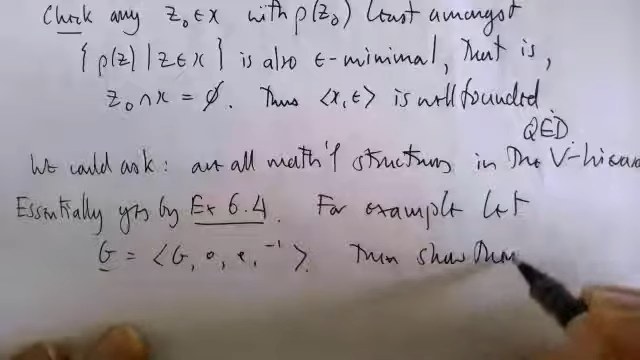 Check any z₀ ∈ x with ρ(z₀) least amongst
{ρ(z) | z ∈ x} is also ∈-minimal, that is,
z₀ ∩ x = ∅. Thus ⟨x, ∈⟩ is wellfounded
QED.
We could ask: are all math'l structures in the V-hierar
Essentially yes by Ex 6.4. For example let
G = ⟨G, ∘, e, ⁻¹⟩. Then show then